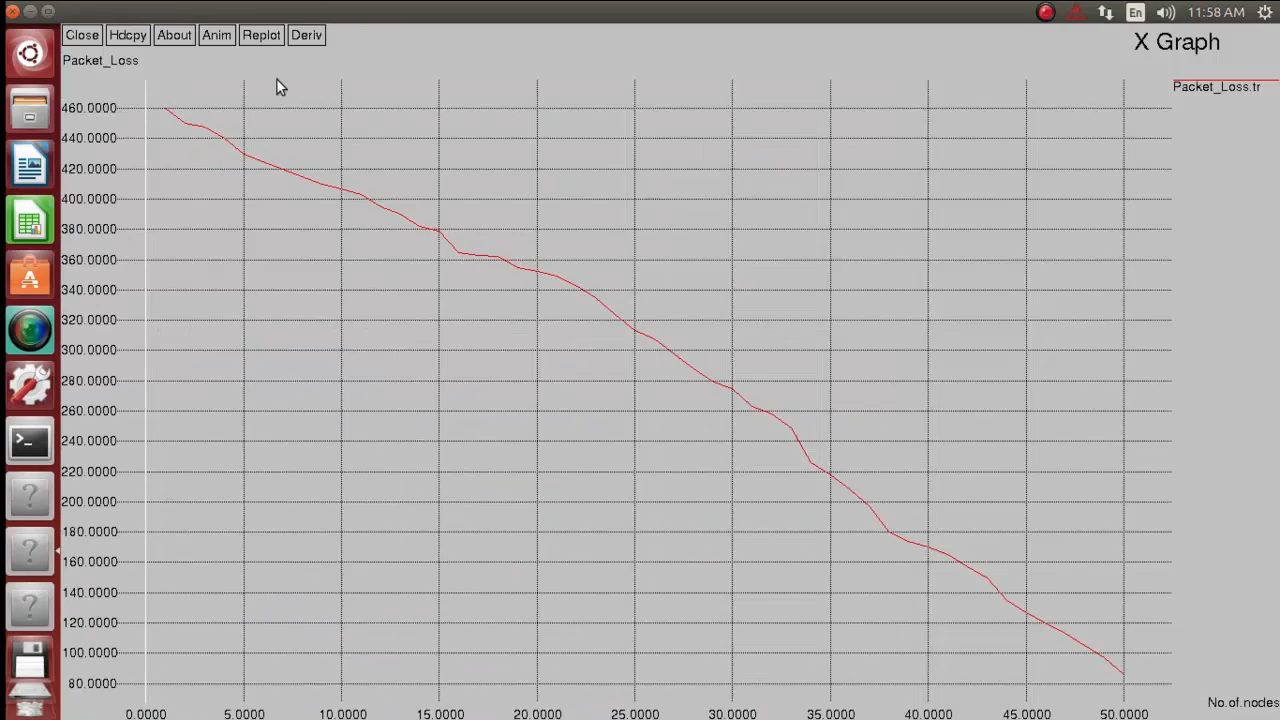 En 11:58 AM
Close Hdcpy About Anim Replot Deriv
X Graph
Packet_Loss
Packet_Loss.tr
460.0000
440.0000
420.0000
400.0000
380.0000
360.0000
340.0000
320.0000
300.0000
280.0000
260.0000
240.0000
220.0000
200.0000
180.0000
160.0000
140.0000
120.0000
100.0000
80.0000
No.of.nodes
0.0000 5.0000 10.0000 15.0000 20.0000 25.0000 30.0000 35.0000 40.0000 45.0000 50.0000